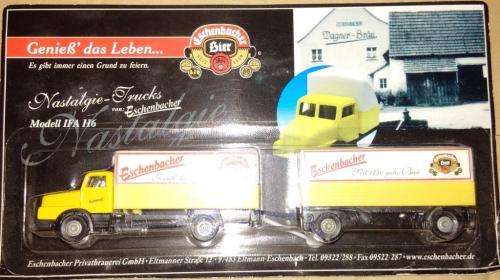 Genieß' das Leben...
Es gibt immer einen Grund zu feiern.
Eschenbacher
Bier
Wagner-Bräu
Nastalgie-Trucks
von Eschenbacher
Modell IFA H6
Nastalgie
Eschenbacher
Eschenbacher
Eschenbacher Privatbrauerei GmbH · Eltmanner Straße 12 · 97483 Eltmann-Eschenbach · Tel. 09522 288 · Fax 09522 287 · www.eschenbacher.de